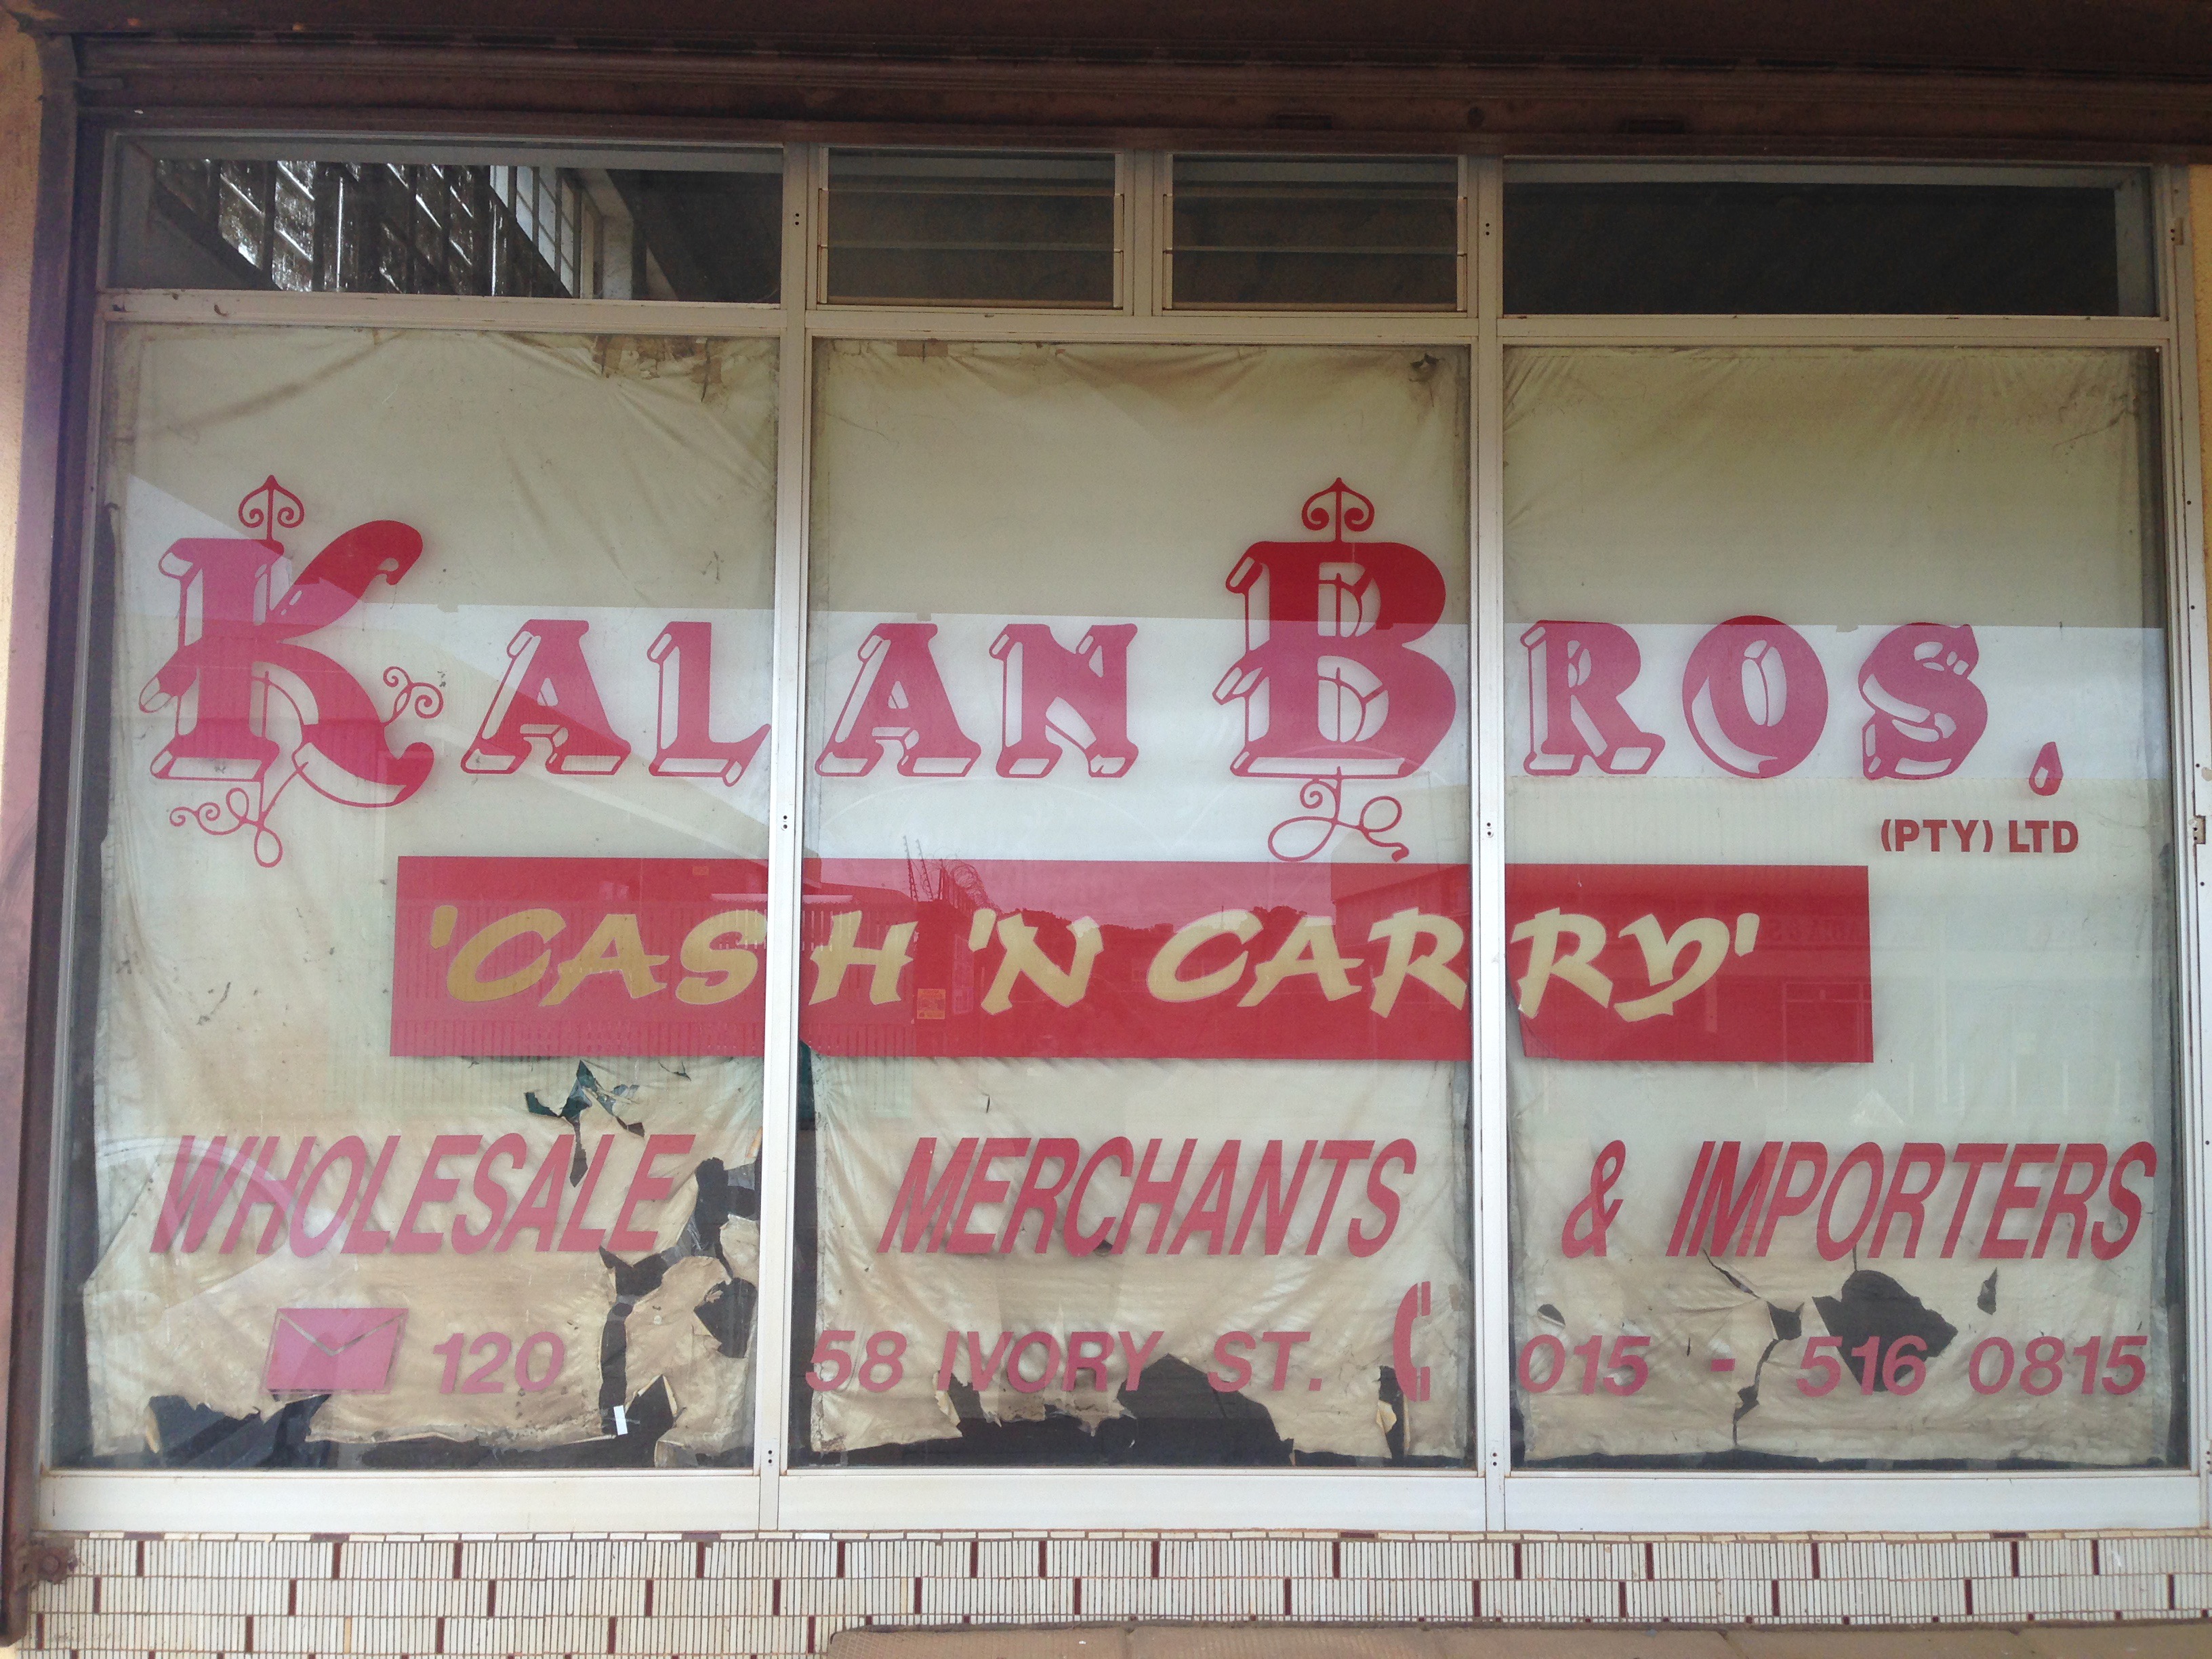 KALAN BROS.
(PTY) LTD
'CASH 'N CARRY'
WHOLESALE MERCHANTS & IMPORTERS
120 58 IVORY ST. 015 - 516 0815